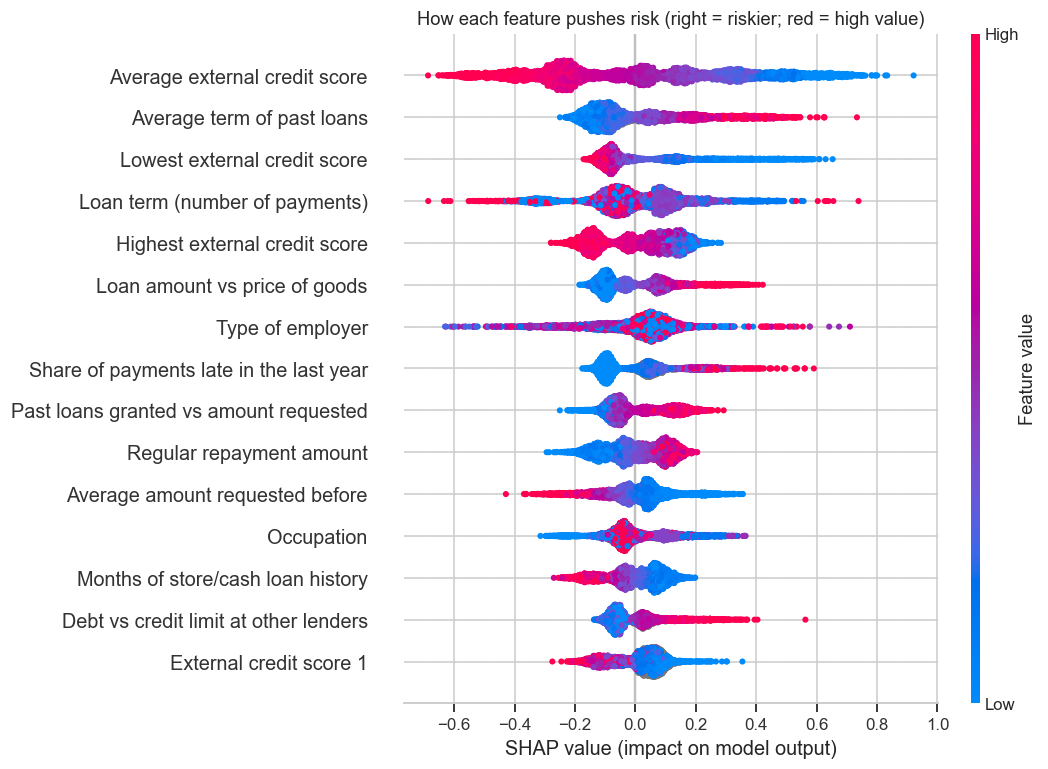 How each feature pushes risk (right = riskier; red = high value)
High
Average external credit score
Average term of past loans
Lowest external credit score
Loan term (number of payments)
Highest external credit score
Loan amount vs price of goods
Type of employer
Share of payments late in the last year
Past loans granted vs amount requested
Regular repayment amount
Average amount requested before
Occupation
Months of store/cash loan history
Debt vs credit limit at other lenders
External credit score 1
Feature value
Low
−0.6 −0.4 −0.2 0.0 0.2 0.4 0.6 0.8 1.0
SHAP value (impact on model output)